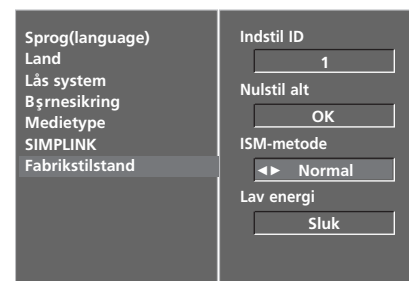 Sprog(language)
Land
Lås system
Bşrnesikring
Medietype
SIMPLINK
Fabrikstilstand
Indstil ID
1
Nulstil alt
OK
ISM-metode
◄► Normal
Lav energi
Sluk